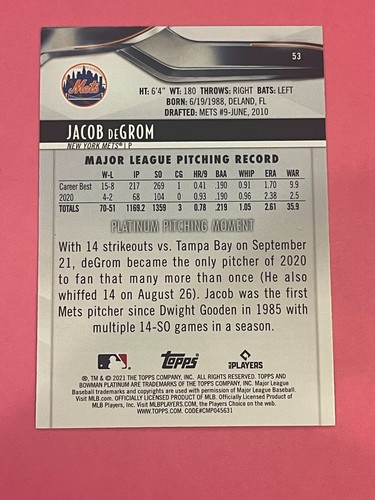 53
Mets
HT: 6'4" WT: 180 THROWS: RIGHT BATS: LEFT
BORN: 6/19/1988, DELAND, FL
DRAFTED: METS #9-JUNE, 2010
JACOB deGROM
NEW YORK METS® | P
MAJOR LEAGUE PITCHING RECORD
W-L IP SO CG HR/9 BAA WHIP ERA WAR
Career Best 15-8 217 269 1 0.41 .190 0.91 1.70 9.9
2020 4-2 68 104 0 0.93 .190 0.96 2.38 2.5
TOTALS 70-51 1169.2 1359 3 0.78 .219 1.05 2.61 35.9
PLATINUM PITCHING MOMENT
With 14 strikeouts vs. Tampa Bay on September
21, deGrom became the only pitcher of 2020
to fan that many more than once (He also
whiffed 14 on August 26). Jacob was the first
Mets pitcher since Dwight Gooden in 1985 with
multiple 14-SO games in a season.
Topps
PLAYERS
®, TM & © 2021 THE TOPPS COMPANY, INC. ALL RIGHTS RESERVED. TOPPS AND
BOWMAN PLATINUM ARE TRADEMARKS OF THE TOPPS COMPANY, INC. Major League
Baseball trademarks and copyrights are used with permission of Major League Baseball.
Visit MLB.com. OFFICIALLY LICENSED PRODUCT OF MLB. Officially Licensed Product of
MLB Players, Inc. Visit MLBPLAYERS.com, the Players Choice on the web.
WWW.TOPPS.COM. CODE#CMP045631